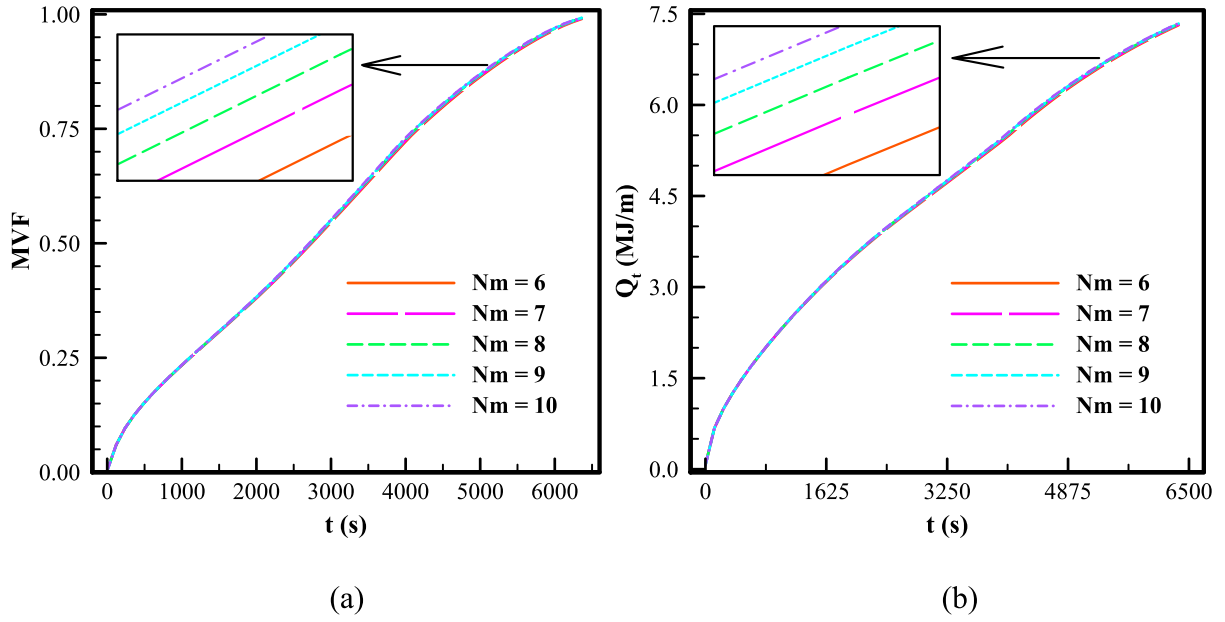 1.00
0.75
0.50
0.25
0.00
MVF
0 1000 2000 3000 4000 5000 6000
t (s)
Nm = 6
Nm = 7
Nm = 8
Nm = 9
Nm = 10
(a)
7.5
6.0
4.5
3.0
1.5
0.0
Qt (MJ/m)
0 1625 3250 4875 6500
t (s)
Nm = 6
Nm = 7
Nm = 8
Nm = 9
Nm = 10
(b)